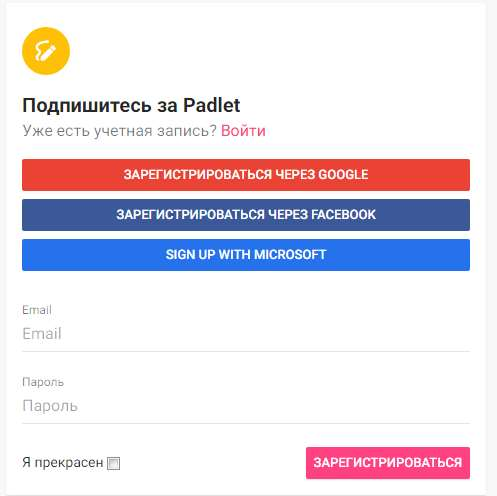 Подпишитесь за Padlet
Уже есть учетная запись? Войти
ЗАРЕГИСТРИРОВАТЬСЯ ЧЕРЕЗ GOOGLE
ЗАРЕГИСТРИРОВАТЬСЯ ЧЕРЕЗ FACEBOOK
SIGN UP WITH MICROSOFT
Email
Email
Пароль
Пароль
Я прекрасен ЗАРЕГИСТРИРОВАТЬСЯ